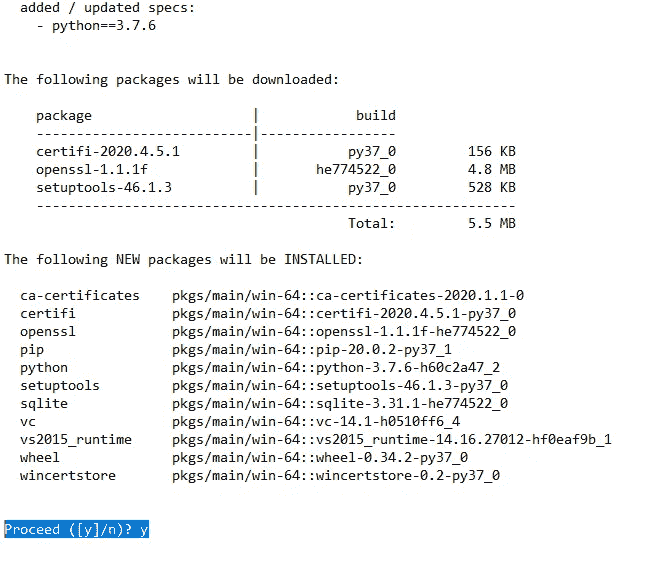 added / updated specs:
- python==3.7.6
The following packages will be downloaded:
package | build
---------------------------|-----------------
certifi-2020.4.5.1 | py37_0 156 KB
openssl-1.1.1f | he774522_0 4.8 MB
setuptools-46.1.3 | py37_0 528 KB
------------------------------------------------------------
Total: 5.5 MB
The following NEW packages will be INSTALLED:
ca-certificates pkgs/main/win-64::ca-certificates-2020.1.1-0
certifi pkgs/main/win-64::certifi-2020.4.5.1-py37_0
openssl pkgs/main/win-64::openssl-1.1.1f-he774522_0
pip pkgs/main/win-64::pip-20.0.2-py37_1
python pkgs/main/win-64::python-3.7.6-h60c2a47_2
setuptools pkgs/main/win-64::setuptools-46.1.3-py37_0
sqlite pkgs/main/win-64::sqlite-3.31.1-he774522_0
vc pkgs/main/win-64::vc-14.1-h0510ff6_4
vs2015_runtime pkgs/main/win-64::vs2015_runtime-14.16.27012-hf0eaf9b_1
wheel pkgs/main/win-64::wheel-0.34.2-py37_0
wincertstore pkgs/main/win-64::wincertstore-0.2-py37_0
Proceed ([y]/n)? y